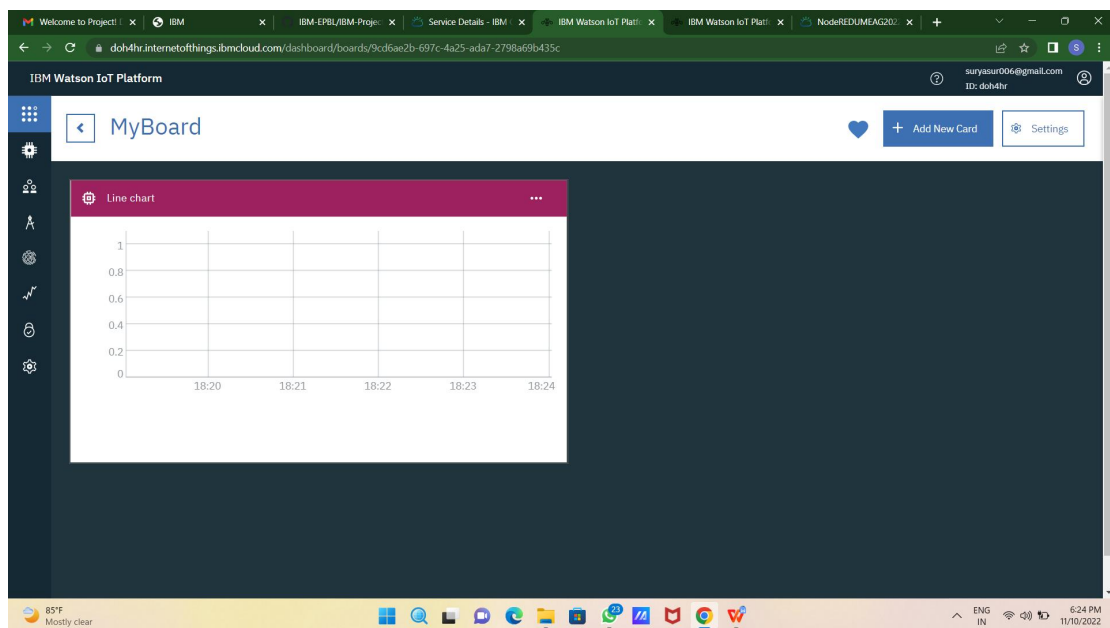 Welcome to Project! I
IBM
IBM-EPBL/IBM-Projec
Service Details - IBM
IBM Watson IoT Platf
IBM Watson IoT Platf
NodeREDUMEAG202
doh4hr.internetofthings.ibmcloud.com/dashboard/boards/9cd6ae2b-697c-4a25-ada7-2798a69b435c
S
IBM Watson IoT Platform
suryasur006@gmail.com
ID: doh4hr
MyBoard
+ Add New Card
Settings
Line chart
1
0.8
0.6
0.4
0.2
0
18:20 18:21 18:22 18:23 18:24
85°F
Mostly clear
23
ENG
IN
6:24 PM
11/10/2022